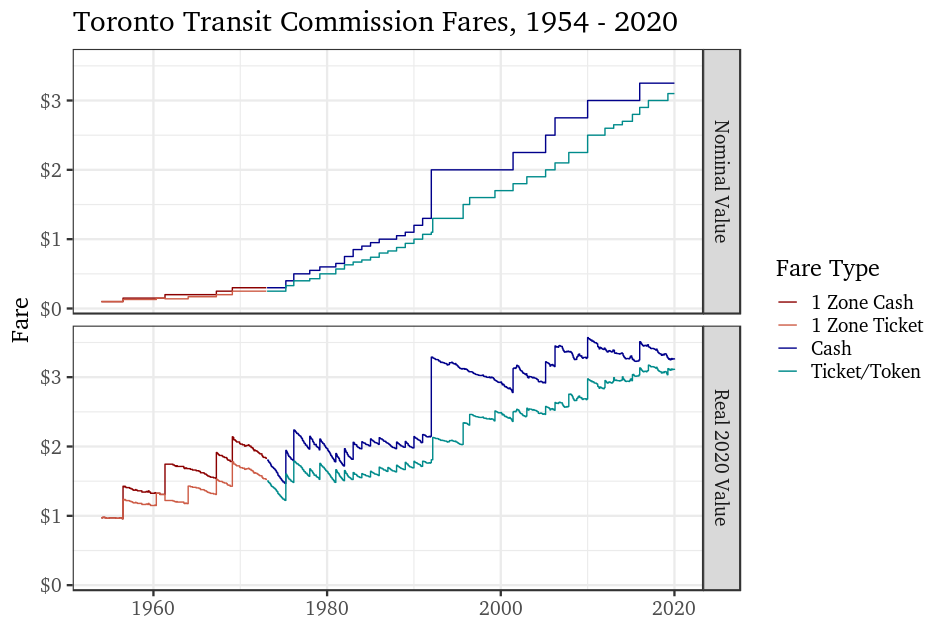 Toronto Transit Commission Fares, 1954 - 2020
Fare
$3
$2
$1
$0
Nominal Value
$3
$2
$1
$0
Real 2020 Value
1960 1980 2000 2020
Fare Type
1 Zone Cash
1 Zone Ticket
Cash
Ticket/Token